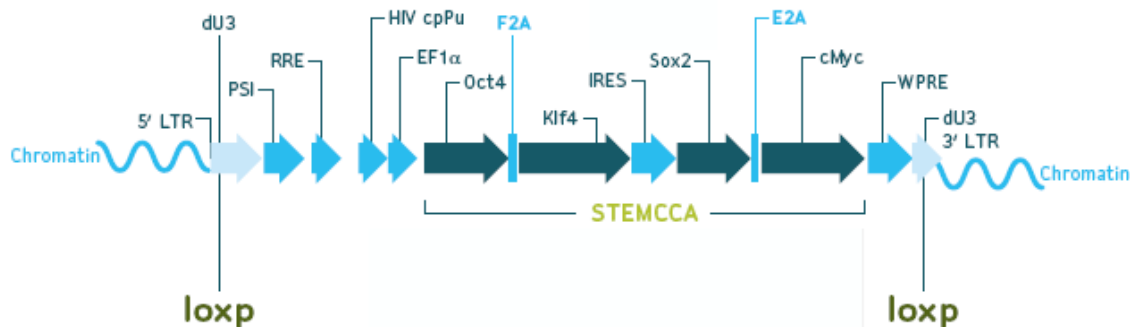 dU3
HIV cpPu
F2A
E2A
RRE
EF1α
Sox2
cMyc
Oct4
PSI
IRES
WPRE
5' LTR
Klf4
dU3
3' LTR
Chromatin
Chromatin
STEMCCA
loxp
loxp